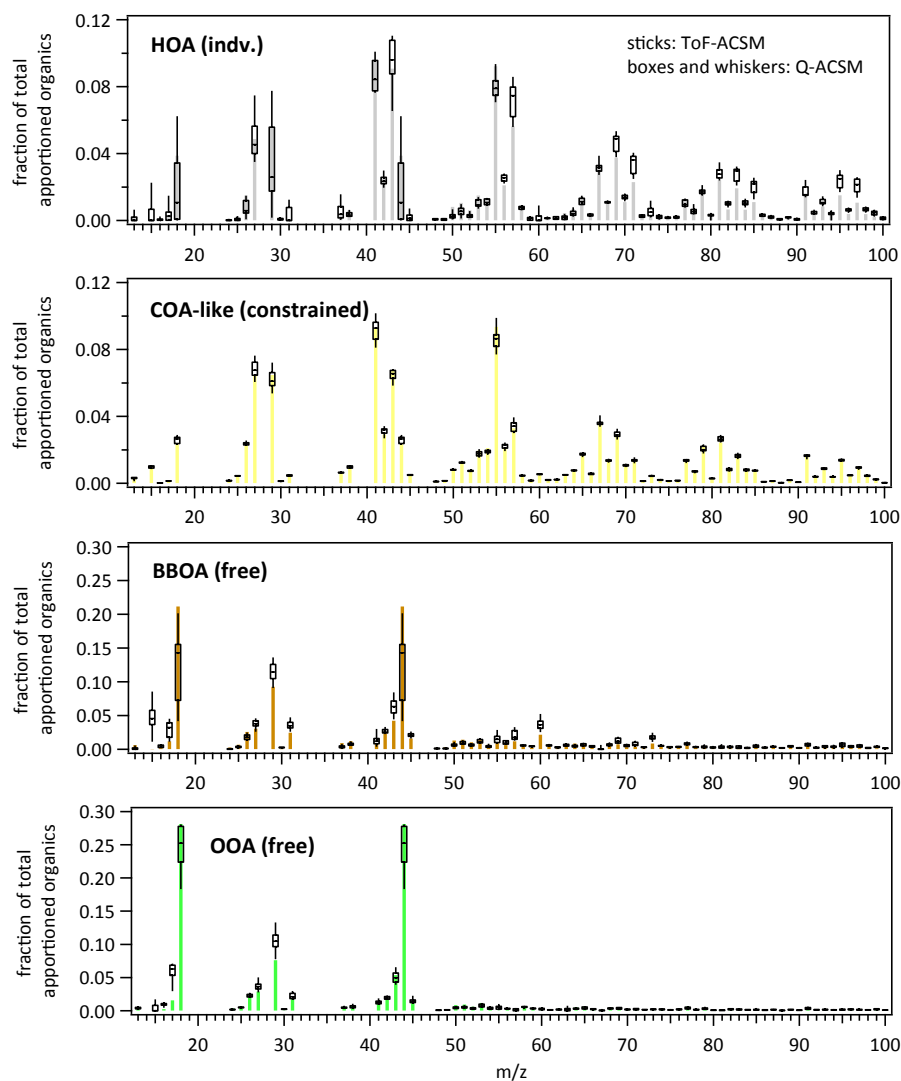 fraction of total
apportioned organics
0.12
0.08
0.04
0.00
HOA (indv.)
sticks: ToF-ACSM
boxes and whiskers: Q-ACSM
20 30 40 50 60 70 80 90 100
fraction of total
apportioned organics
0.12
0.08
0.04
0.00
COA-like (constrained)
20 30 40 50 60 70 80 90 100
fraction of total
apportioned organics
0.30
0.25
0.20
0.15
0.10
0.05
0.00
BBOA (free)
20 30 40 50 60 70 80 90 100
fraction of total
apportioned organics
0.30
0.25
0.20
0.15
0.10
0.05
0.00
OOA (free)
20 30 40 50 60 70 80 90 100
m/z